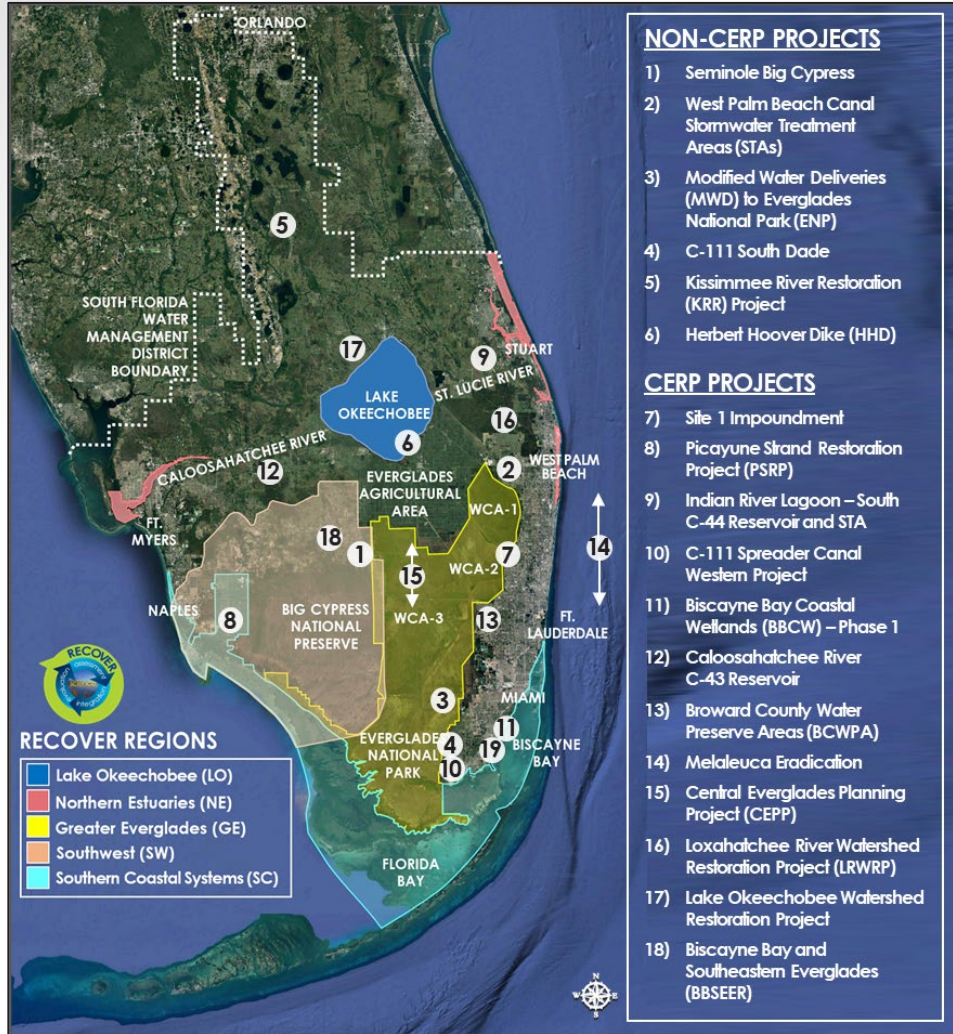 ORLANDO
5
SOUTH FLORIDA
WATER
MANAGEMENT
DISTRICT
BOUNDARY
17
9
STUART
ST. LUCIE RIVER
LAKE
OKEECHOBEE
16
6
CALOOSAHATCHEE RIVER
12
2
WEST PALM
BEACH
EVERGLADES
AGRICULTURAL
AREA
WCA-1
FT.
MYERS
18
1
15
WCA-2
7
14
NAPLES
8
BIG CYPRESS
NATIONAL
PRESERVE
WCA-3
13
FT.
LAUDERDALE
3
MIAMI
11
EVERGLADES
NATIONAL
PARK
4
19
BISCAYNE
BAY
10
FLORIDA
BAY
RECOVER
assessment
evaluation
science
integration
RECOVER REGIONS
Lake Okeechobee (LO)
Northern Estuaries (NE)
Greater Everglades (GE)
Southwest (SW)
Southern Coastal Systems (SC)
N
W
E
S
NON-CERP PROJECTS
1) Seminole Big Cypress
2) West Palm Beach Canal
Stormwater Treatment
Areas (STAs)
3) Modified Water Deliveries
(MWD) to Everglades
National Park (ENP)
4) C-111 South Dade
5) Kissimmee River Restoration
(KRR) Project
6) Herbert Hoover Dike (HHD)
CERP PROJECTS
7) Site 1 Impoundment
8) Picayune Strand Restoration
Project (PSRP)
9) Indian River Lagoon – South
C-44 Reservoir and STA
10) C-111 Spreader Canal
Western Project
11) Biscayne Bay Coastal
Wetlands (BBCW) – Phase 1
12) Caloosahatchee River
C-43 Reservoir
13) Broward County Water
Preserve Areas (BCWPA)
14) Melaleuca Eradication
15) Central Everglades Planning
Project (CEPP)
16) Loxahatchee River Watershed
Restoration Project (LRWRP)
17) Lake Okeechobee Watershed
Restoration Project
18) Biscayne Bay and
Southeastern Everglades
(BBSEER)